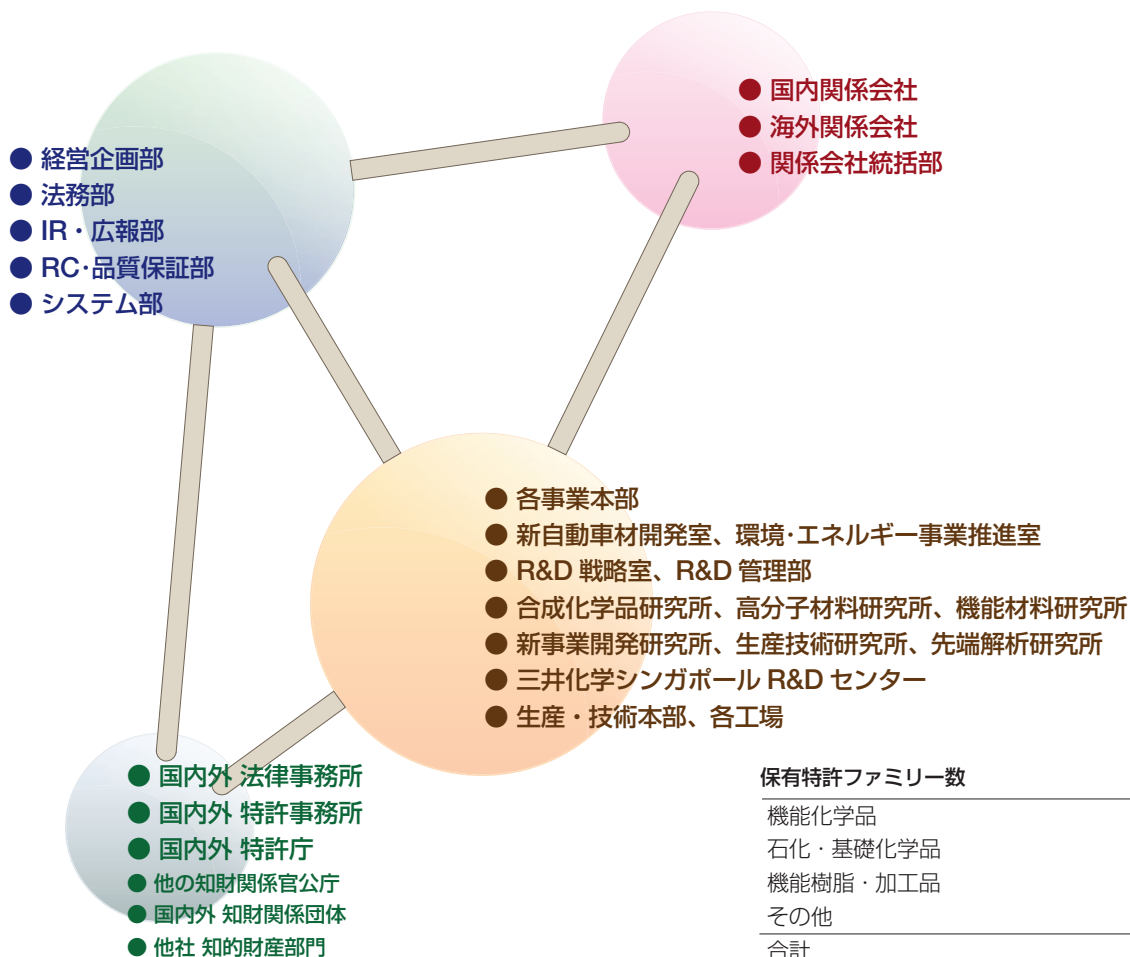 ● 国内関係会社
● 海外関係会社
● 関係会社統括部
● 経営企画部
● 法務部
● IR・広報部
● RC・品質保証部
● システム部
● 各事業本部
● 新自動車材開発室、環境・エネルギー事業推進室
● R&D 戦略室、R&D 管理部
● 合成化学品研究所、高分子材料研究所、機能材料研究所
● 新事業開発研究所、生産技術研究所、先端解析研究所
● 三井化学シンガポール R&D センター
● 生産・技術本部、各工場
● 国内外 法律事務所
● 国内外 特許事務所
● 国内外 特許庁
● 他の知財関係官公庁
● 国内外 知財関係団体
● 他社 知的財産部門
保有特許ファミリー数
機能化学品
石化・基礎化学品
機能樹脂・加工品
その他
合計